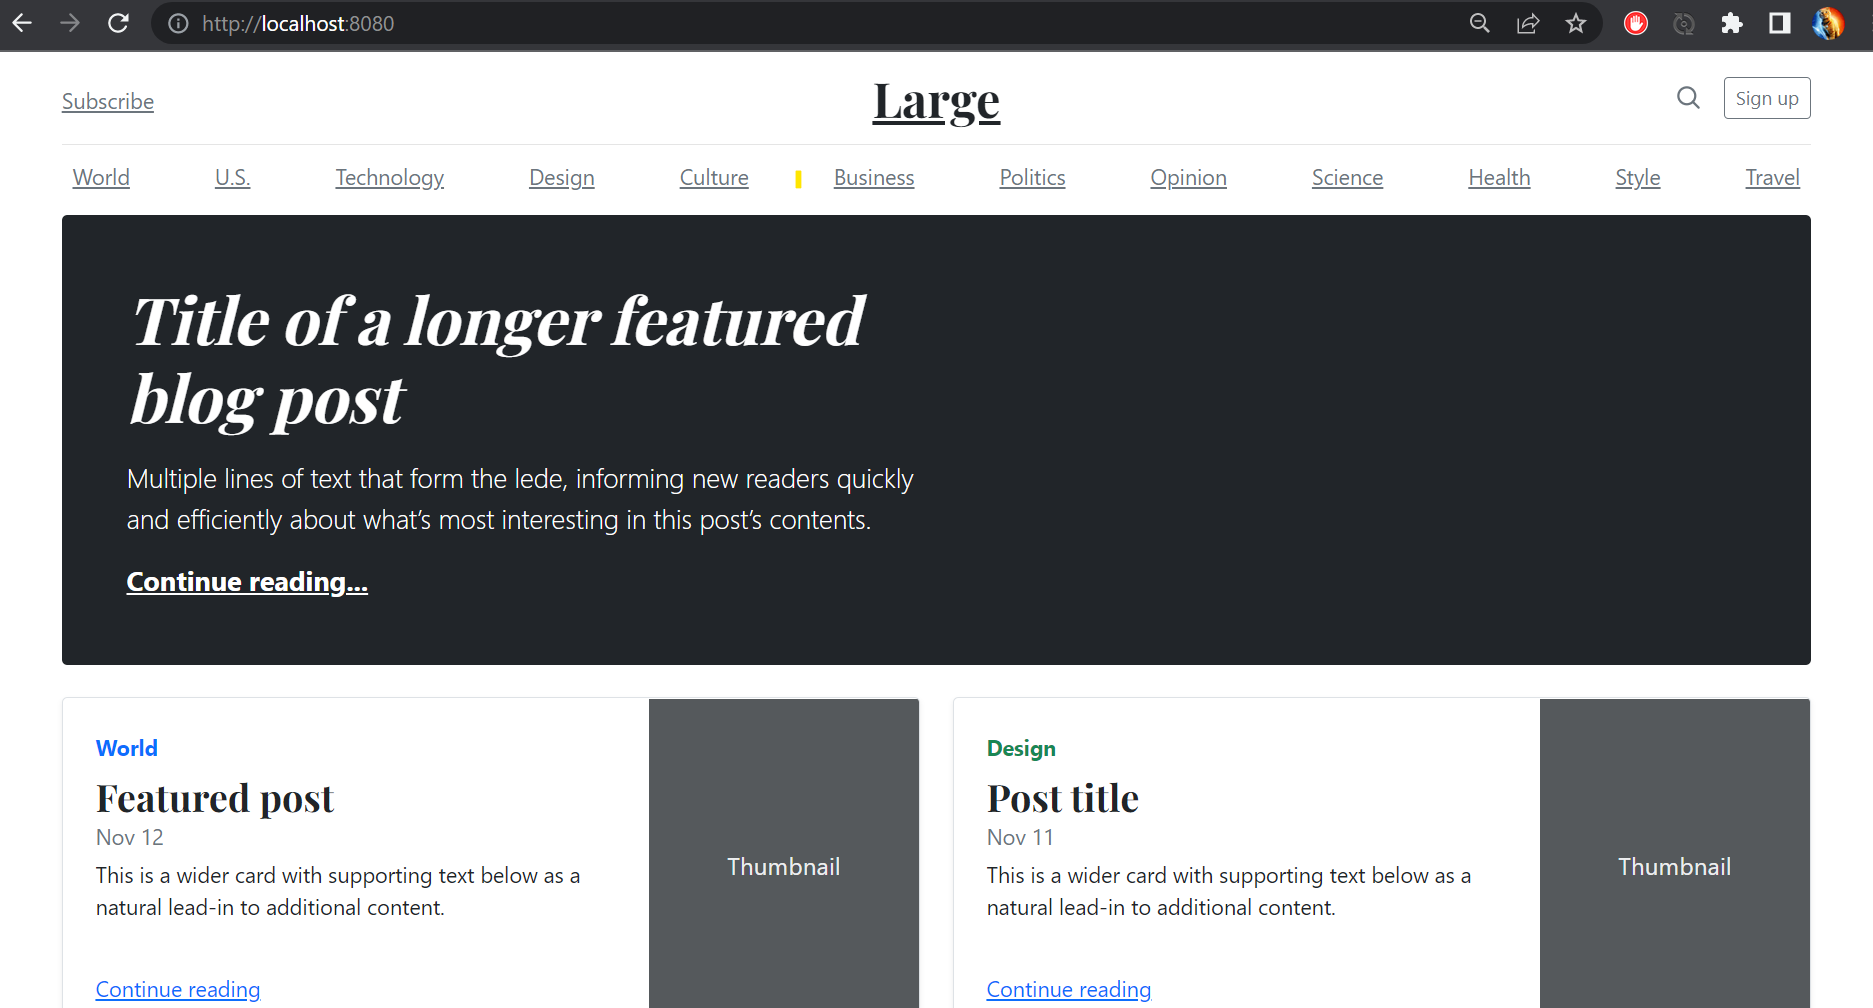 http://localhost:8080
Subscribe
Large
Sign up
World U.S. Technology Design Culture Business Politics Opinion Science Health Style Travel
Title of a longer featured
blog post
Multiple lines of text that form the lede, informing new readers quickly
and efficiently about what’s most interesting in this post’s contents.
Continue reading...
World
Featured post
Nov 12
This is a wider card with supporting text below as a
natural lead-in to additional content.
Continue reading
Thumbnail
Design
Post title
Nov 11
This is a wider card with supporting text below as a
natural lead-in to additional content.
Continue reading
Thumbnail